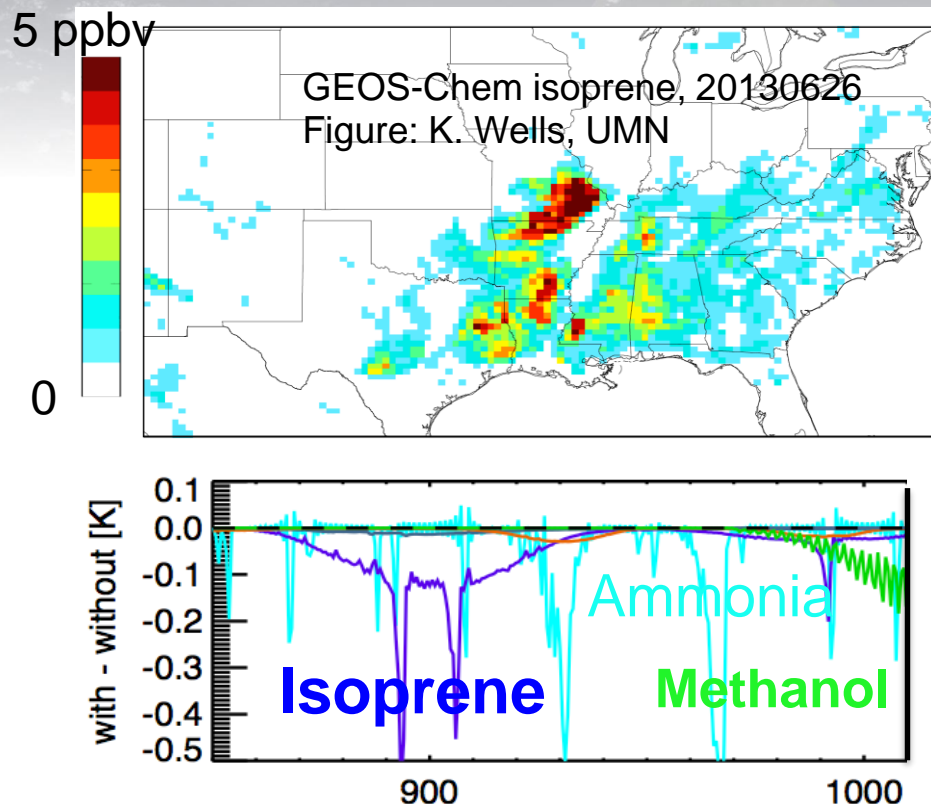 5 ppbv
GEOS-Chem isoprene, 20130626
Figure: K. Wells, UMN
0
with - without [K]
0.1
0.0
-0.1
-0.2
-0.3
-0.4
-0.5
Ammonia
Isoprene
Methanol
900
1000